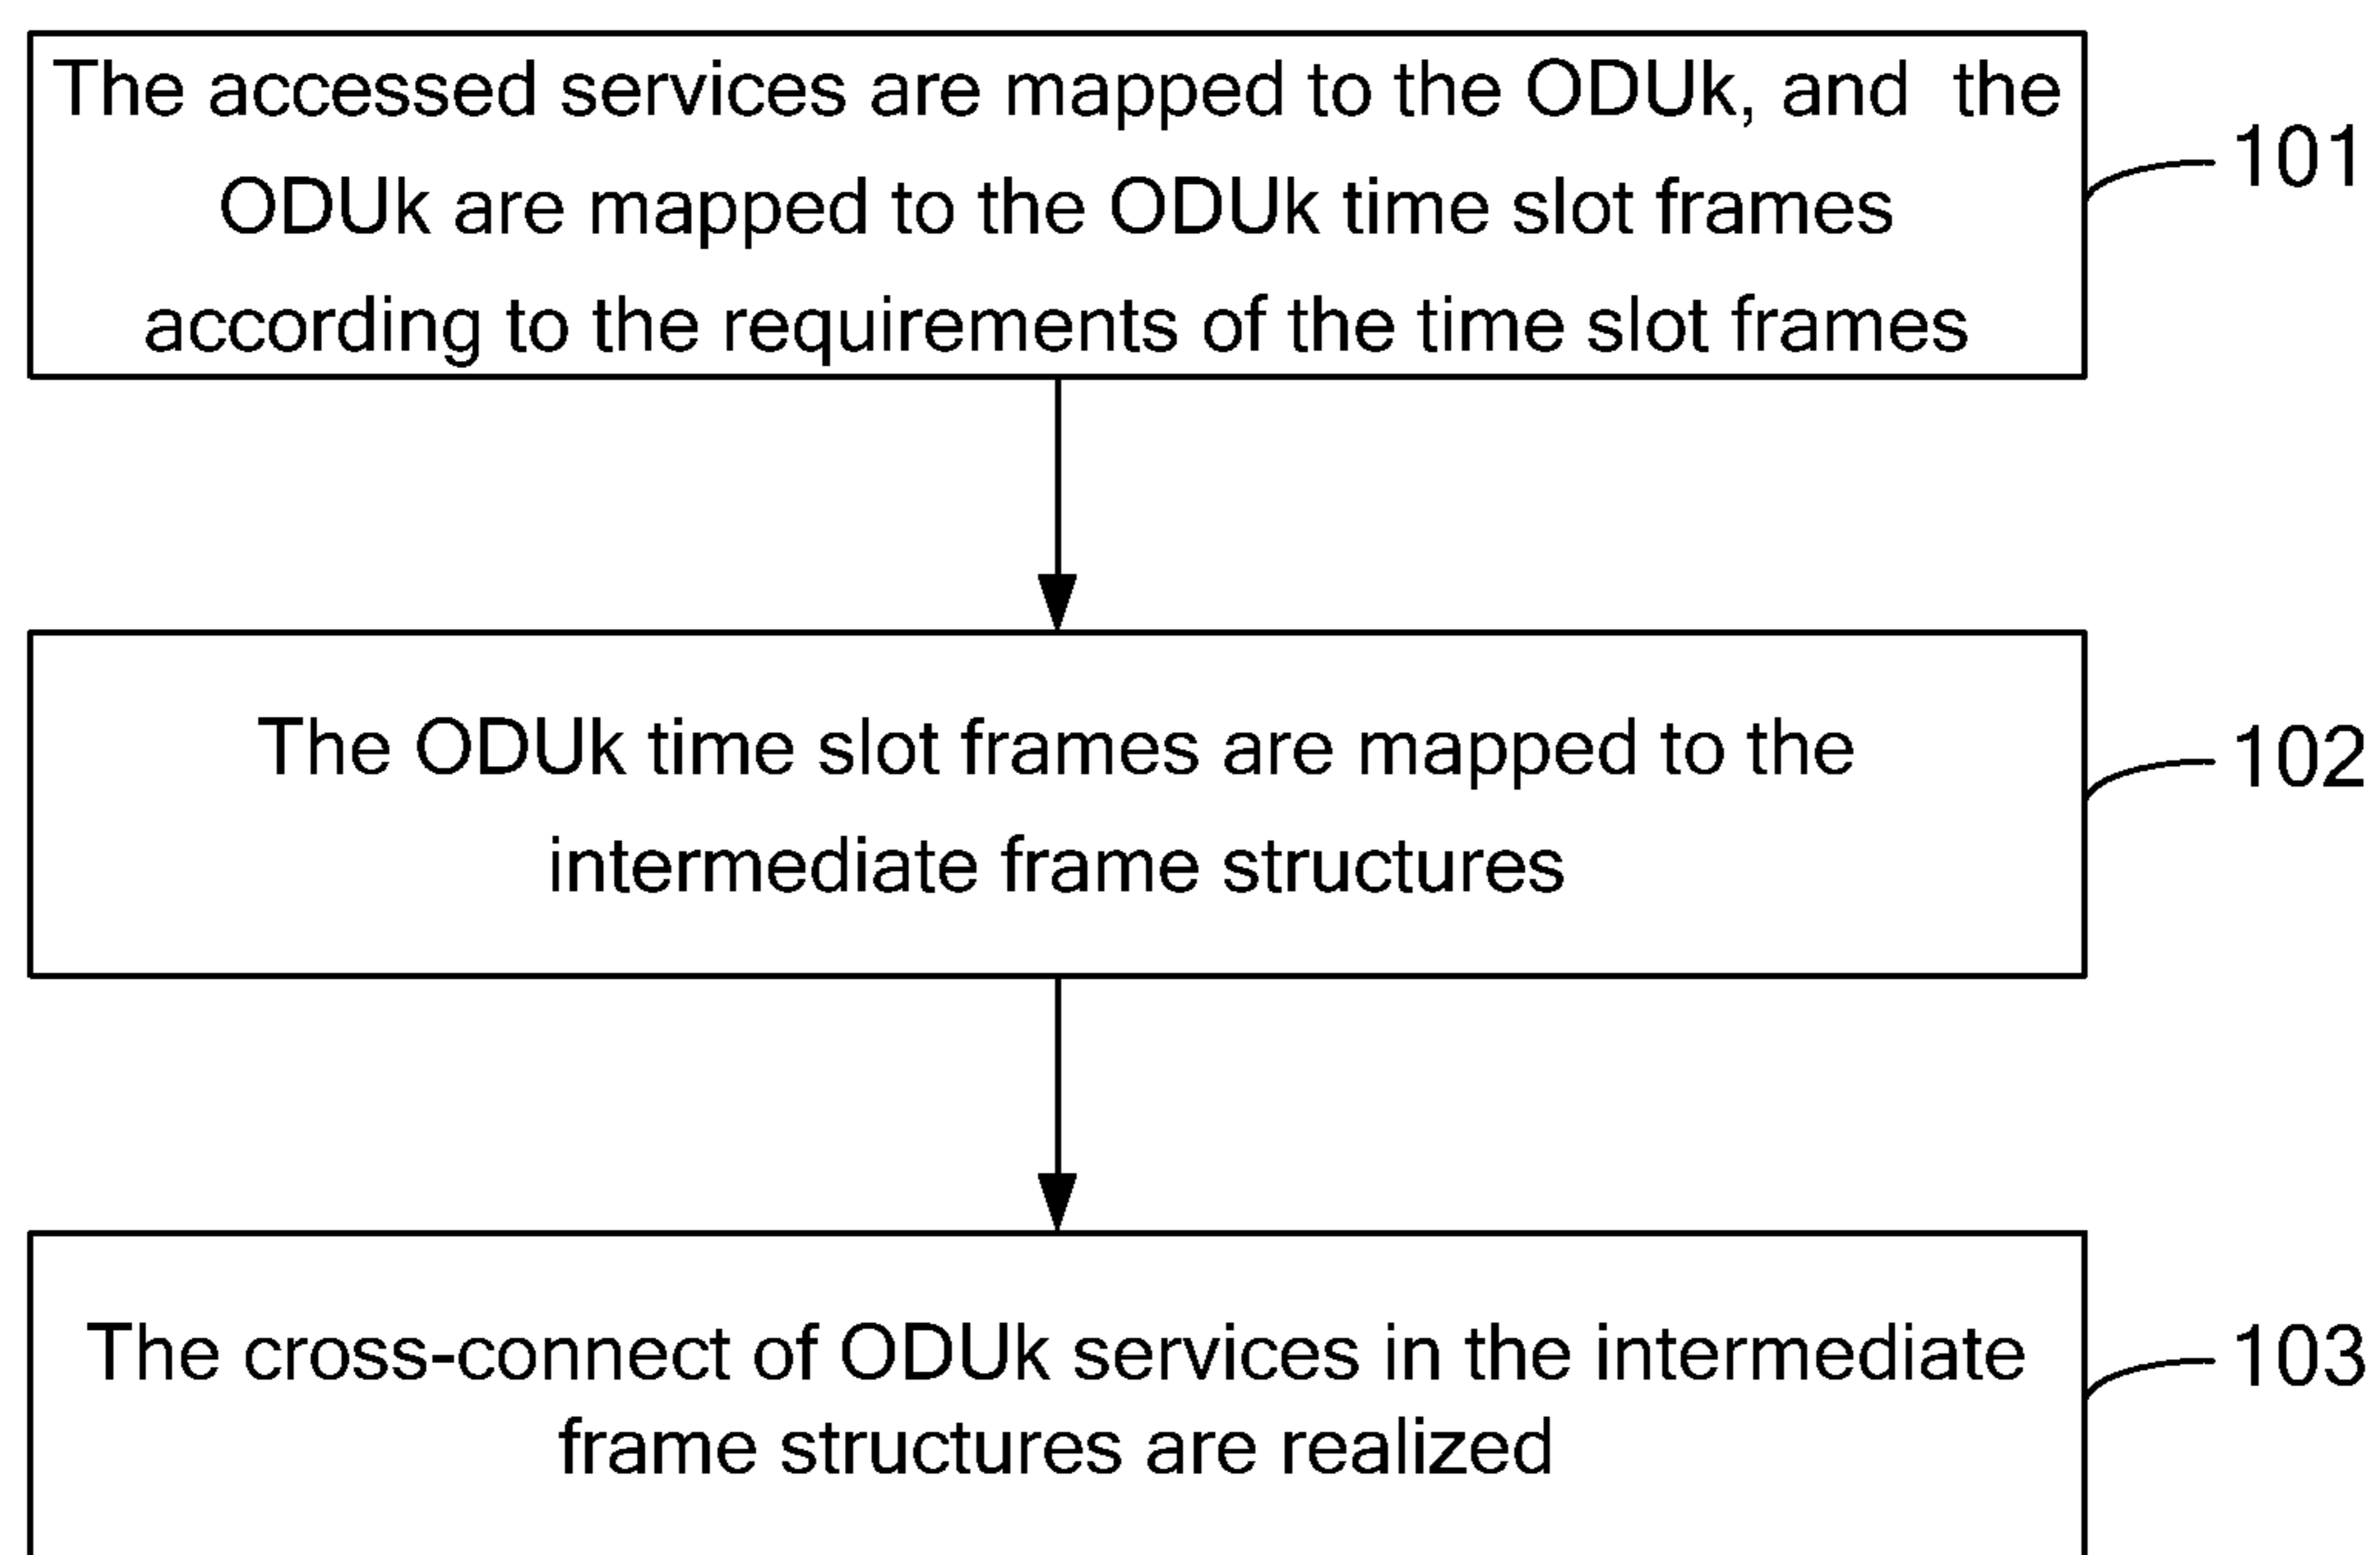 The accessed services are mapped to the ODUk, and the
ODUk are mapped to the ODUk time slot frames
according to the requirements of the time slot frames
101
The ODUk time slot frames are mapped to the
intermediate frame structures
102
The cross-connect of ODUk services in the intermediate
frame structures are realized
103